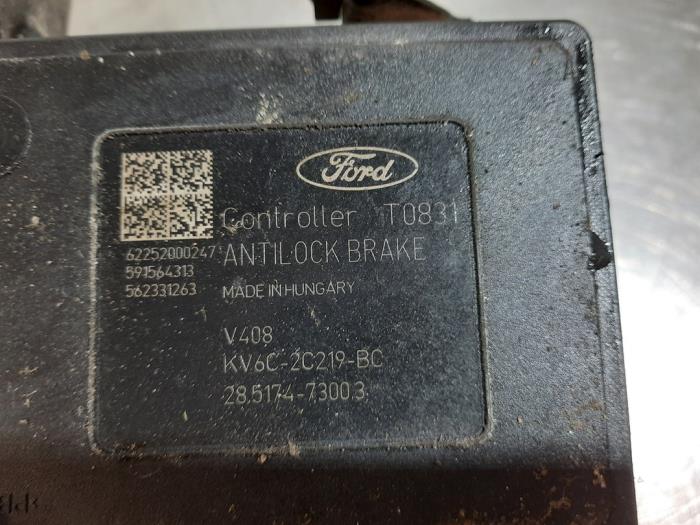 Ford
Controller T0831
ANTILOCK BRAKE
62252000247
591564313
562331263
MADE IN HUNGARY
V408
KV6C-2C219-BC
28.5174-7300.3